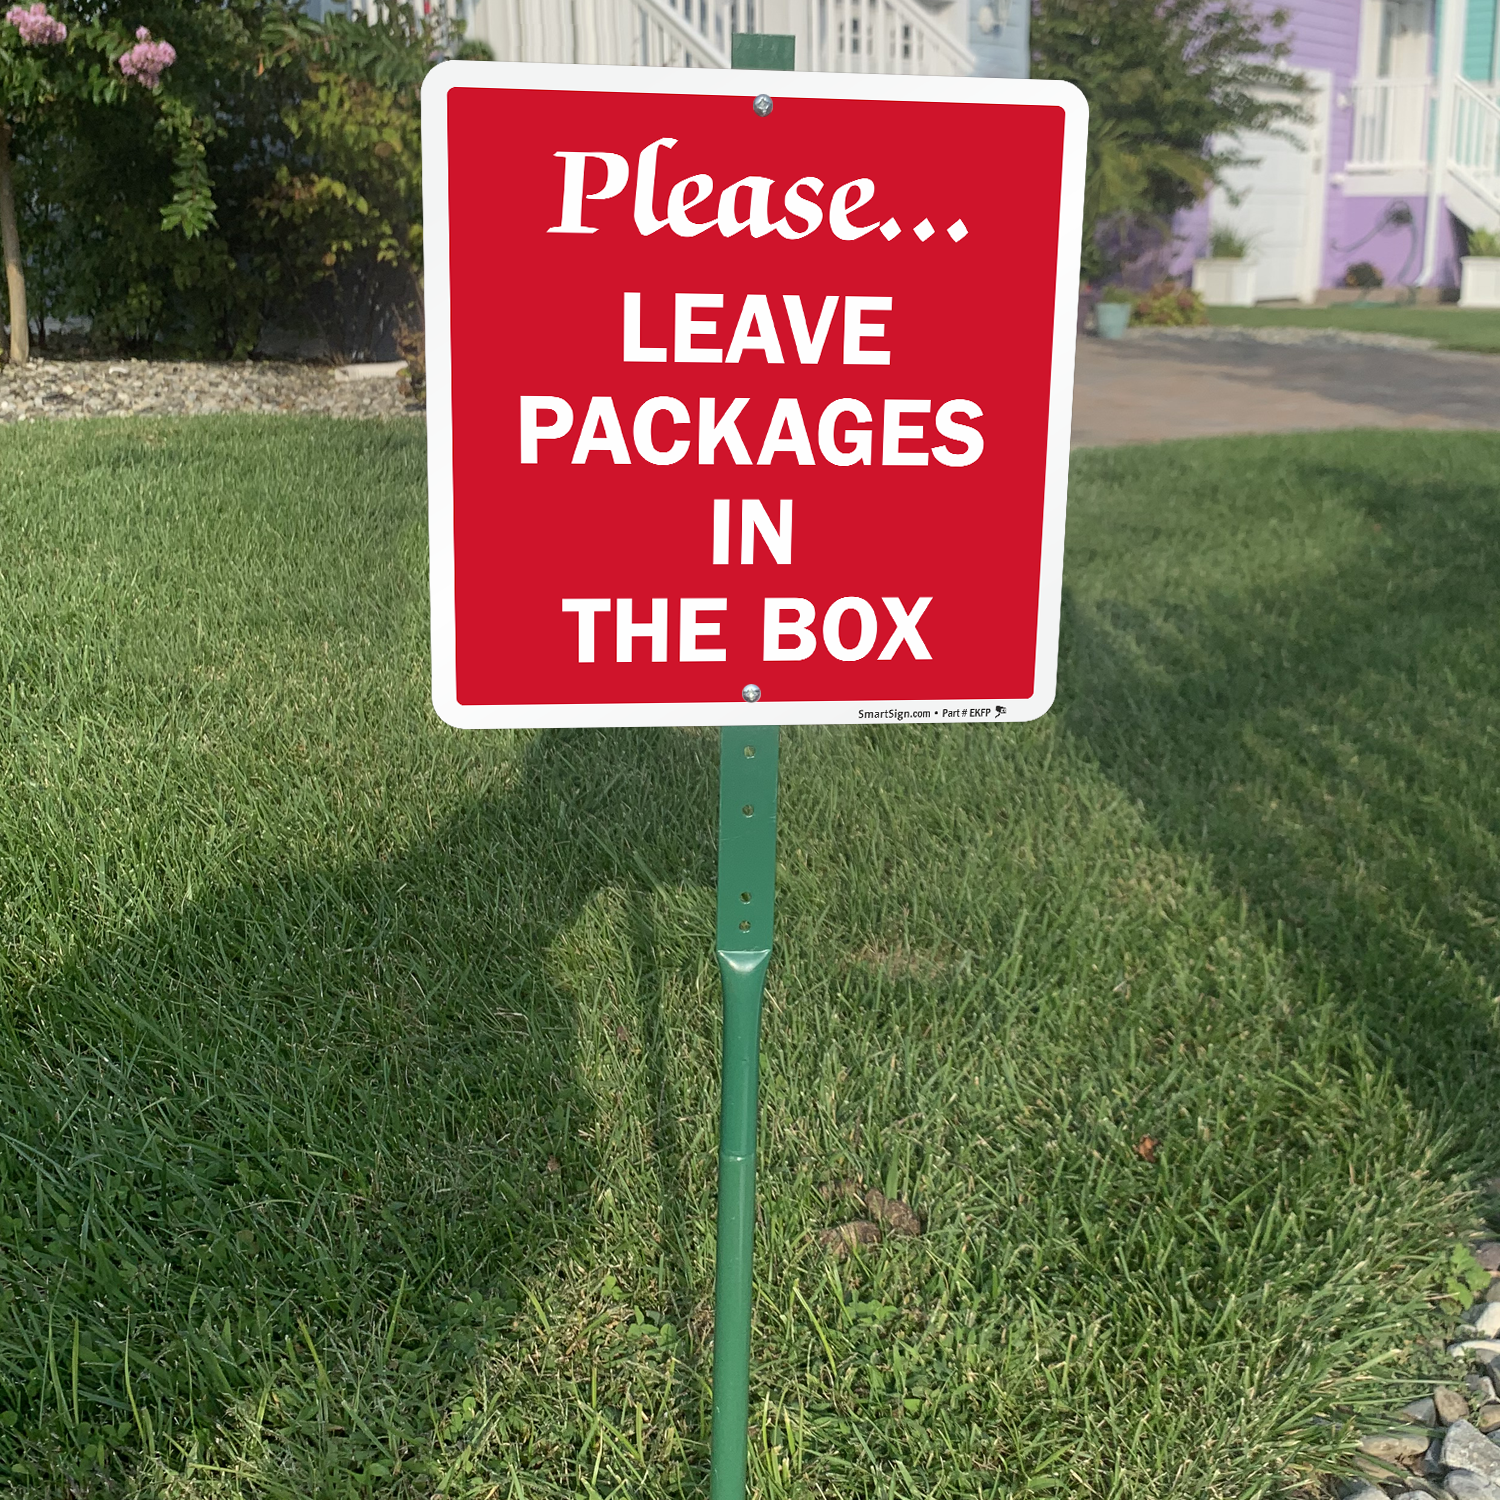 Please...
LEAVE
PACKAGES
IN
THE BOX
SmartSign.com • Part # EKFP